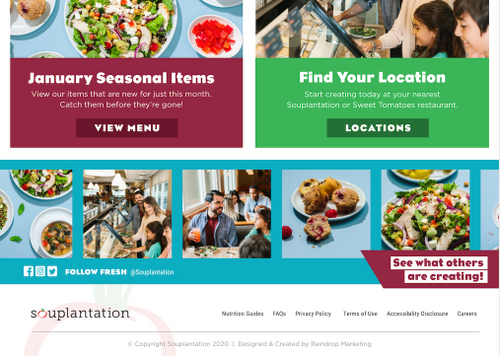 January Seasonal Items
View our items that are new for just this month.
Catch them before they're gone!
VIEW MENU
Find Your Location
Start creating today at your nearest
Souplantation or Sweet Tomatoes restaurant.
LOCATIONS
FOLLOW FRESH @Souplantation
See what others
are creating!
souplantation
Nutrition Guides FAQs Privacy Policy Terms of Use Accessibility Disclosure Careers
© Copyright Souplantation 2020 | Designed & Created by Raindrop Marketing